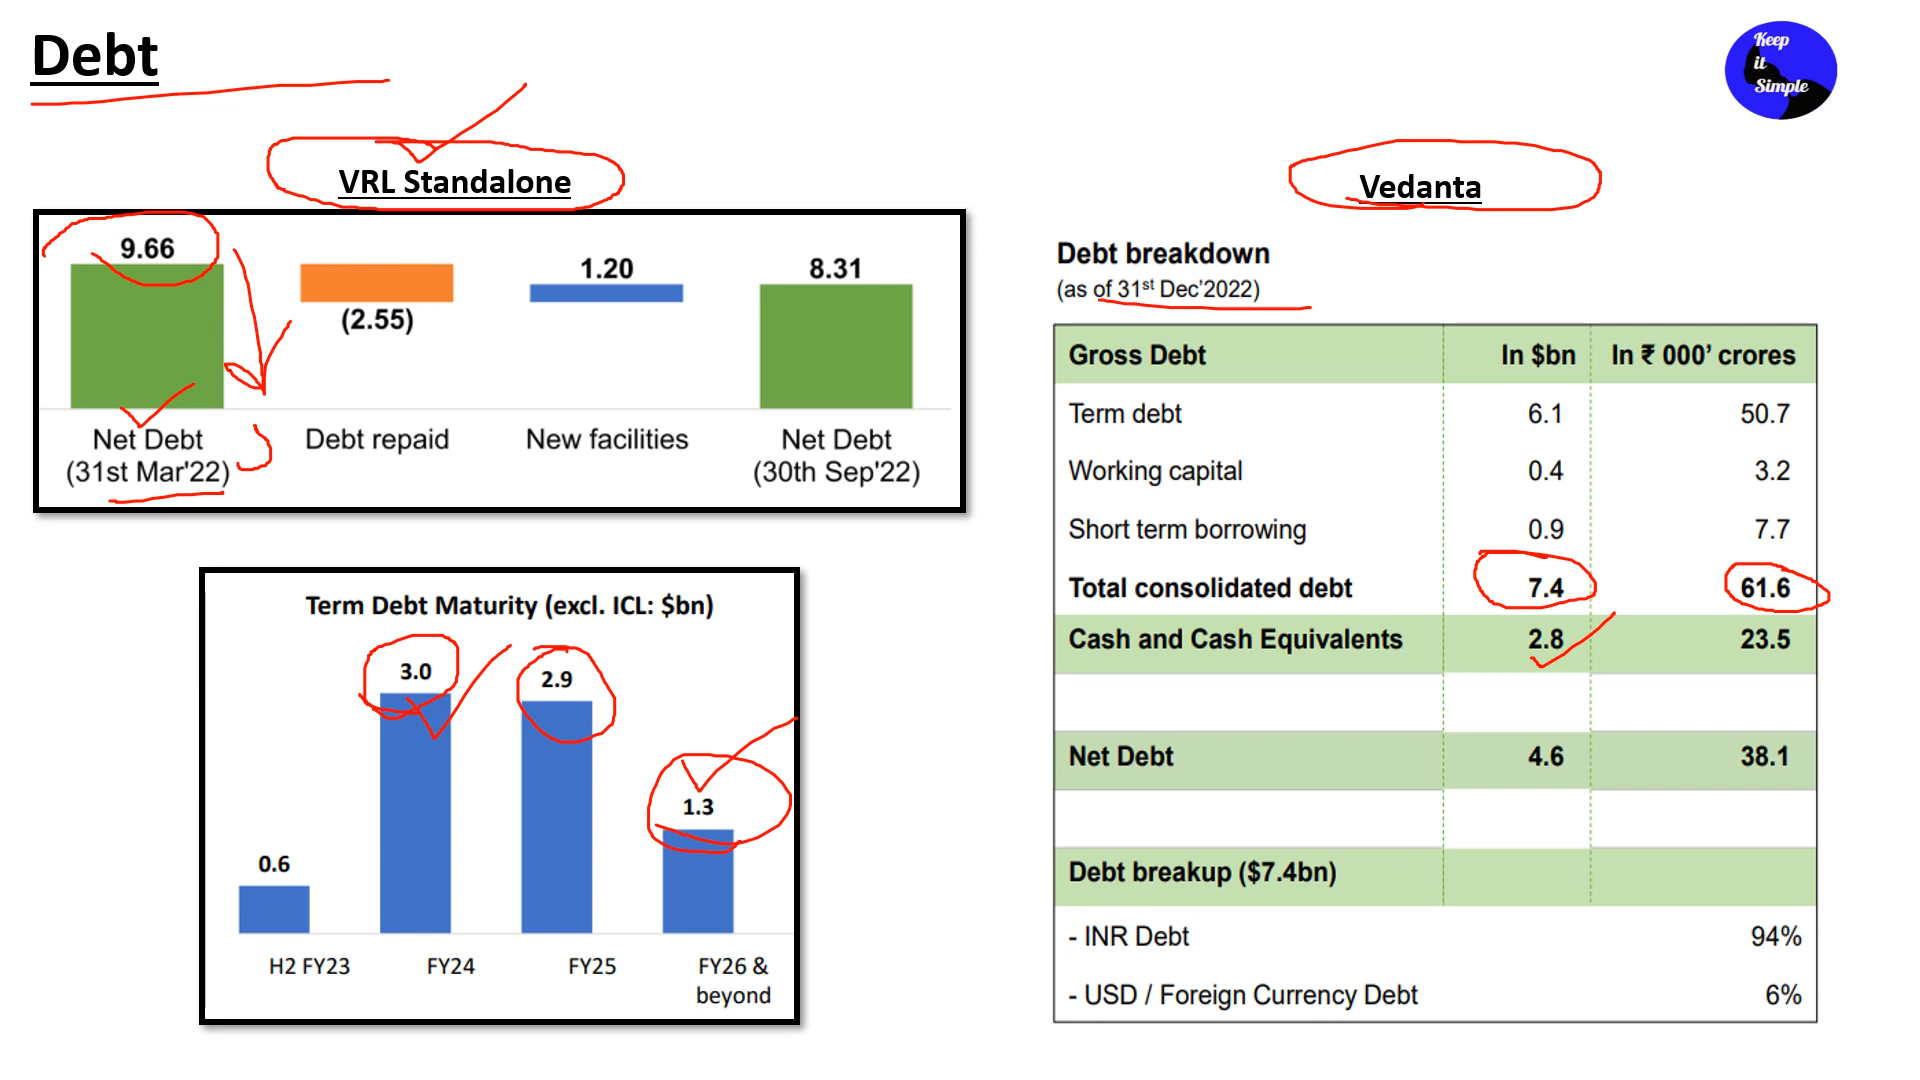 Debt
Keep
it
Simple
VRL Standalone
9.66
(2.55)
1.20
8.31
Net Debt
(31st Mar'22)
Debt repaid
New facilities
Net Debt
(30th Sep'22)
Term Debt Maturity (excl. ICL: $bn)
3.0
2.9
1.3
0.6
H2 FY23
FY24
FY25
FY26 &
beyond
Vedanta
Debt breakdown
(as of 31st Dec'2022)
Gross Debt In $bn In ₹ 000' crores
Term debt 6.1 50.7
Working capital 0.4 3.2
Short term borrowing 0.9 7.7
Total consolidated debt 7.4 61.6
Cash and Cash Equivalents 2.8 23.5
Net Debt 4.6 38.1
Debt breakup ($7.4bn)
- INR Debt 94%
- USD / Foreign Currency Debt 6%